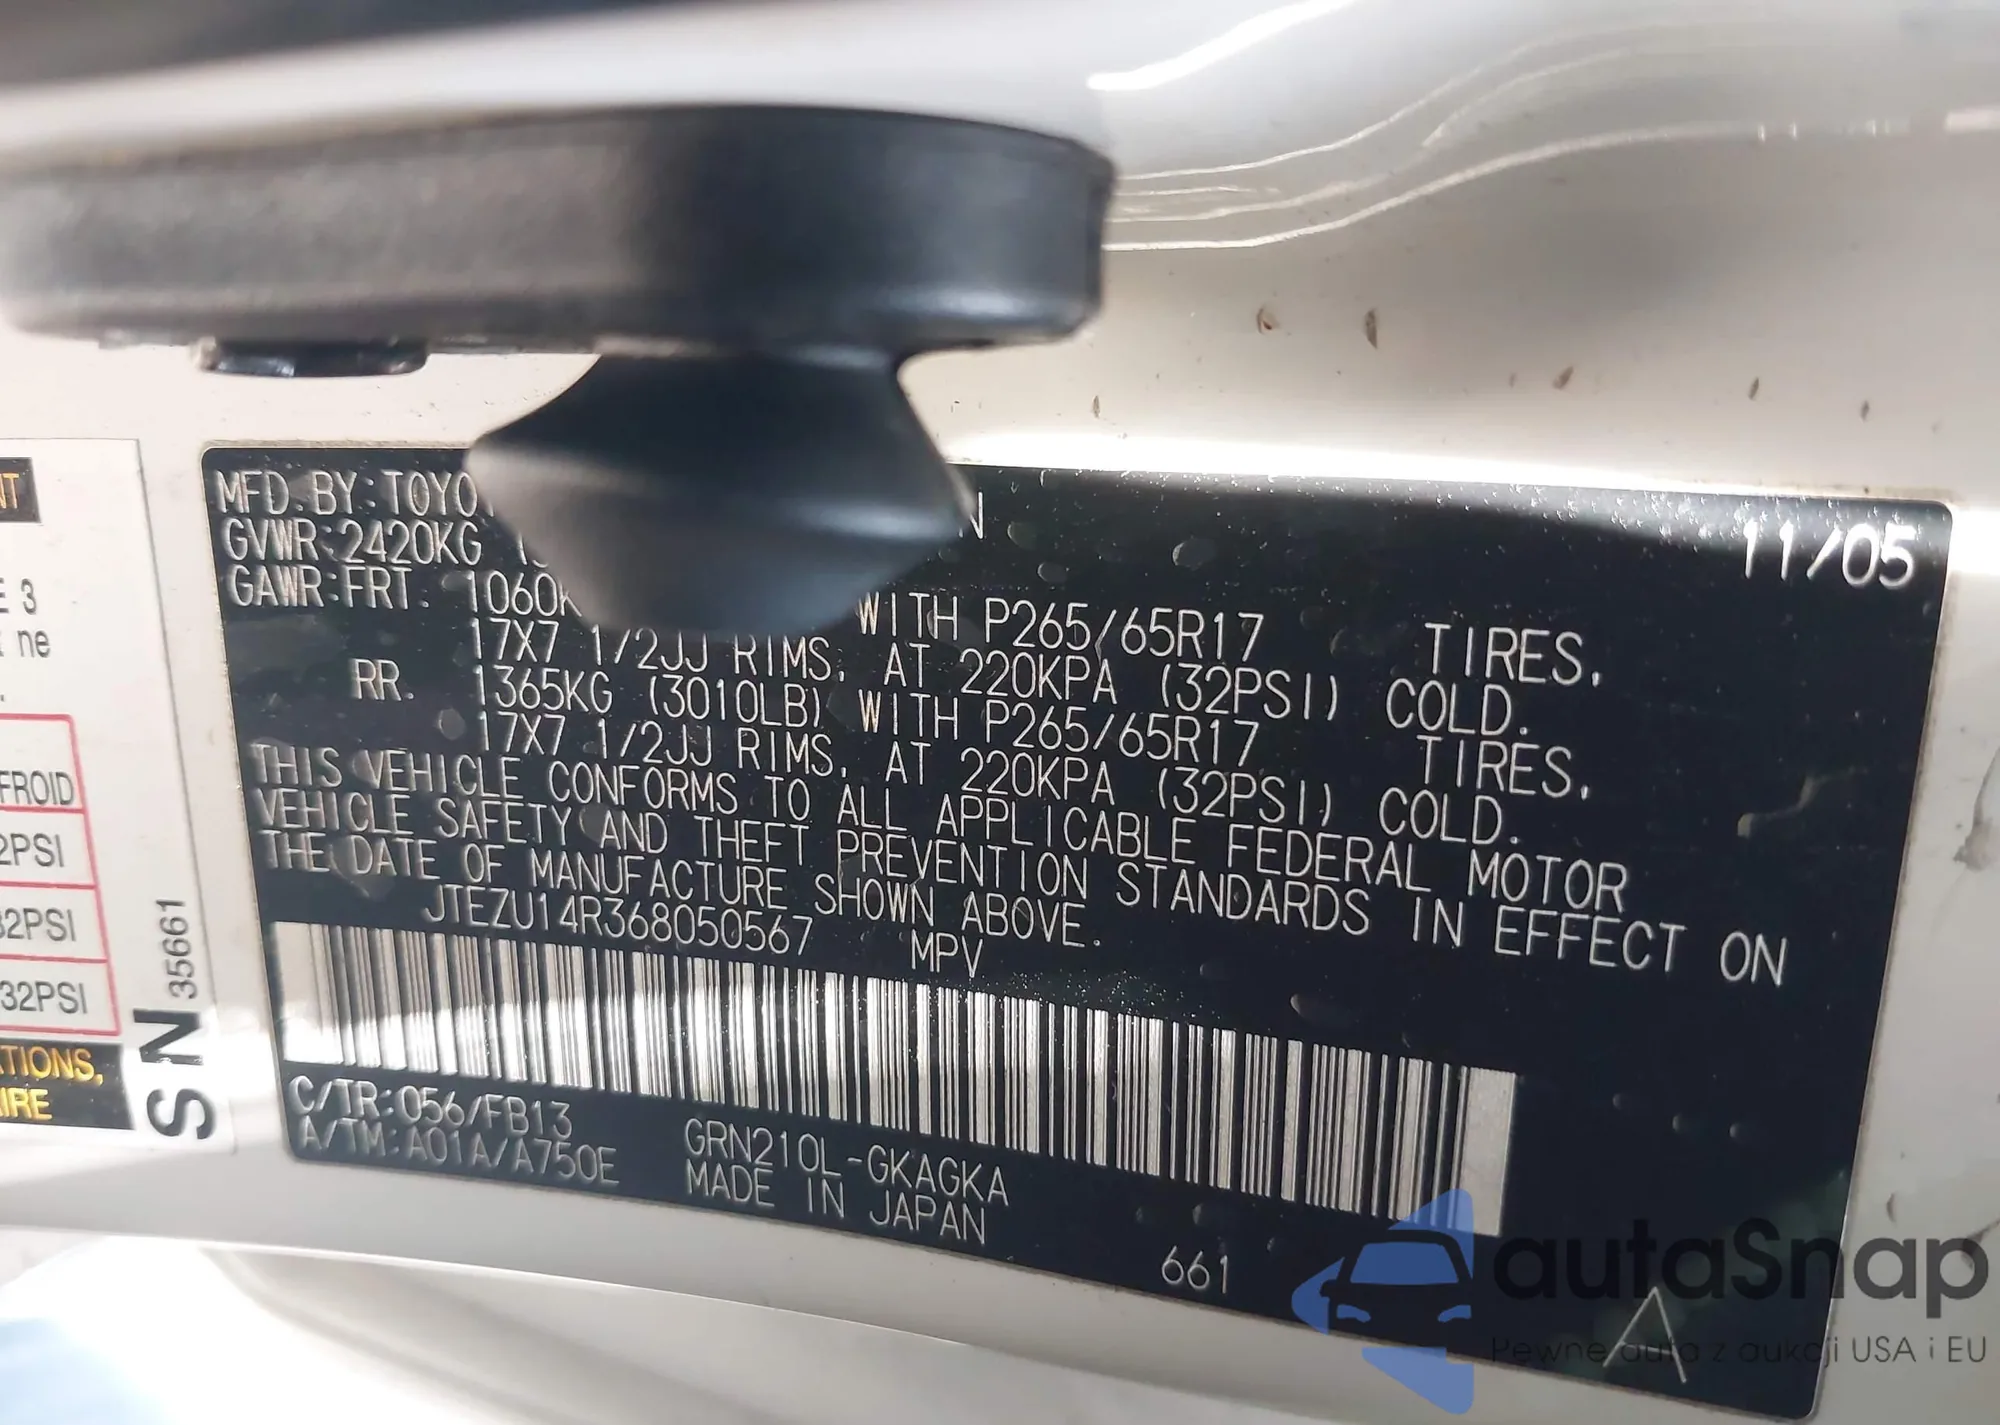 MFD. BY: TOYO
N
11/05
GVWR: 2420KG
GAWR: FRT. 1060K WITH P265/65R17 TIRES,
17X7 1/2JJ RIMS, AT 220KPA (32PSI) COLD.
RR. 1365KG (3010LB) WITH P265/65R17 TIRES,
17X7 1/2JJ RIMS, AT 220KPA (32PSI) COLD.
THIS VEHICLE CONFORMS TO ALL APPLICABLE FEDERAL MOTOR
VEHICLE SAFETY AND THEFT PREVENTION STANDARDS IN EFFECT ON
THE DATE OF MANUFACTURE SHOWN ABOVE.
JTEZU14R368050567 MPV
C/TR: 056/FB13
A/TM: A01A/A750E
GRN210L-GKAGKA
MADE IN JAPAN
661
A
NT
E 3
ne
FROID
2PSI
32PSI
32PSI
TIONS,
IRE
SN 35661
autaSnap
Pewne auta z aukcji USA i EU